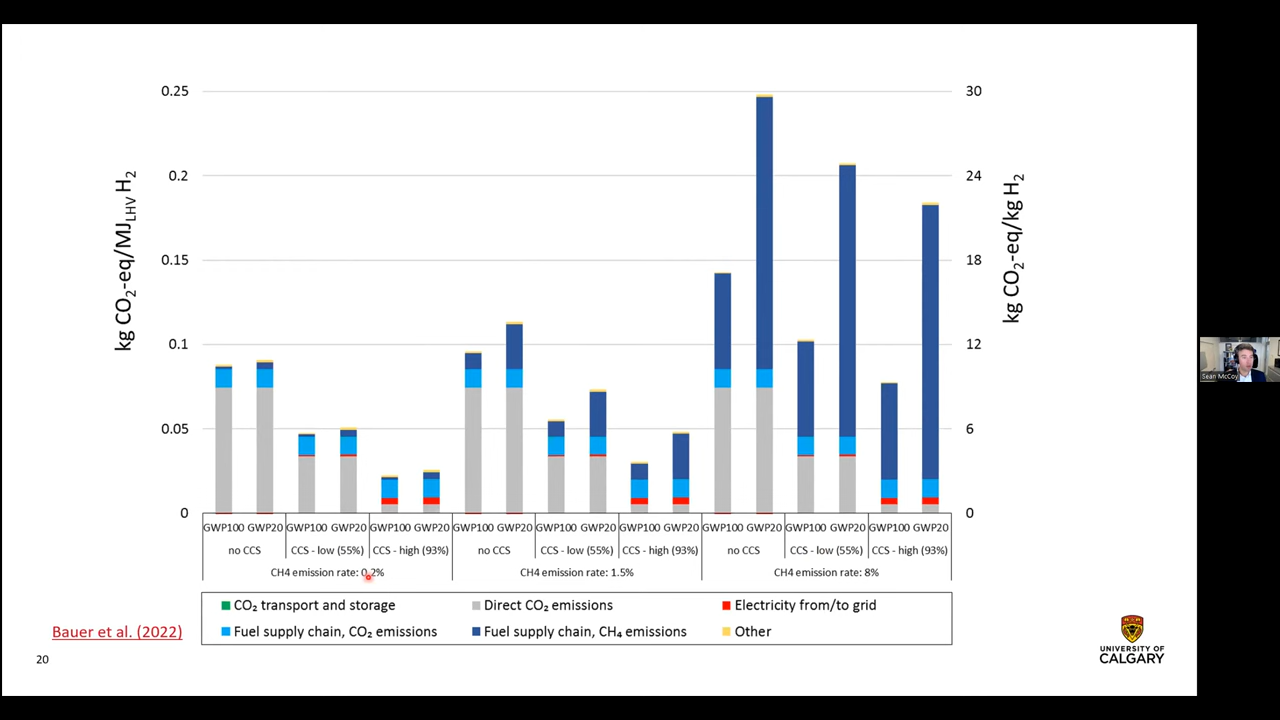 0.25
0.2
0.15
0.1
0.05
0
kg CO₂-eq/MJ_LHV H₂
30
24
18
12
6
0
kg CO₂-eq/kg H₂
GWP100 GWP20 GWP100 GWP20 GWP100 GWP20 GWP100 GWP20 GWP100 GWP20 GWP100 GWP20 GWP100 GWP20 GWP100 GWP20 GWP100 GWP20
no CCS CCS - low (55%) CCS - high (93%) no CCS CCS - low (55%) CCS - high (93%) no CCS CCS - low (55%) CCS - high (93%)
CH4 emission rate: 0.2% CH4 emission rate: 1.5% CH4 emission rate: 8%
CO₂ transport and storage Direct CO₂ emissions Electricity from/to grid
Fuel supply chain, CO₂ emissions Fuel supply chain, CH₄ emissions Other
Bauer et al. (2022)
20
UNIVERSITY OF
CALGARY
Sean McCoy